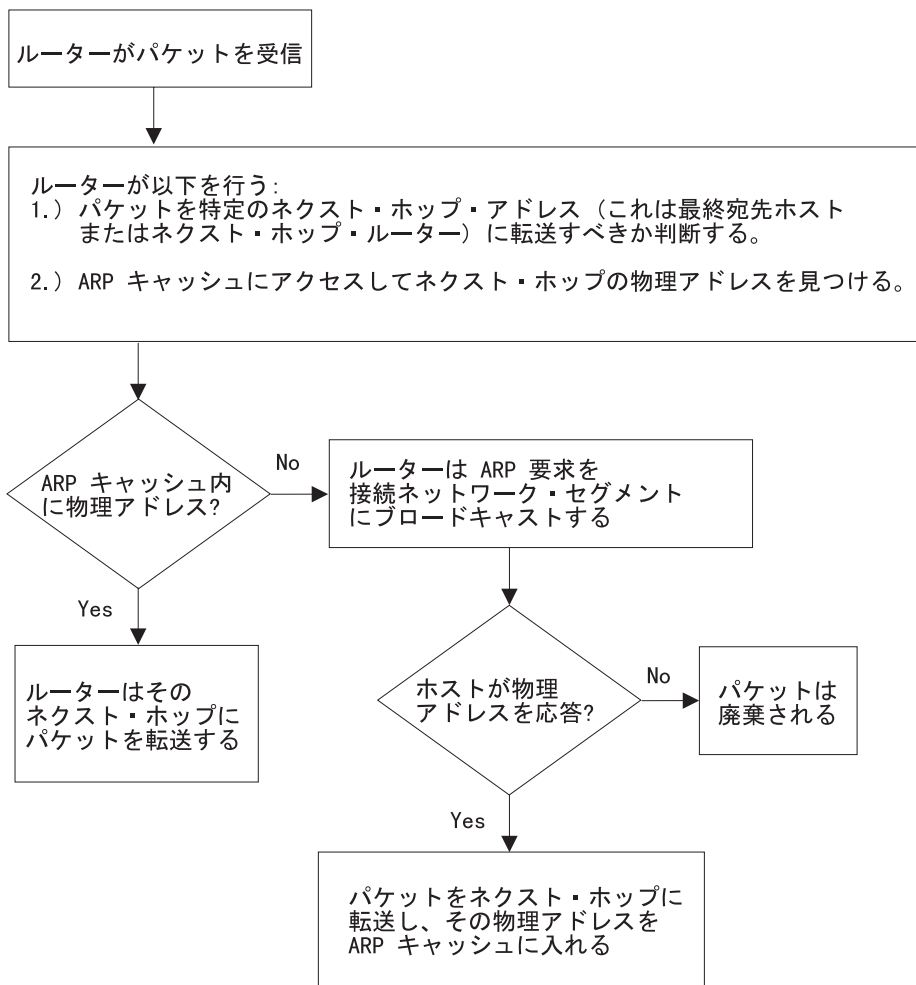 ルーターがパケットを受信
ルーターが以下を行う:
1.) パケットを特定のネクスト・ホップ・アドレス (これは最終宛先ホスト
またはネクスト・ホップ・ルーター) に転送すべきか判断する。
2.) ARP キャッシュにアクセスしてネクスト・ホップの物理アドレスを見つける。
ARP キャッシュ内
に物理アドレス?
No
ルーターは ARP 要求を
接続ネットワーク・セグメント
にブロードキャストする
Yes
ルーターはその
ネクスト・ホップに
パケットを転送する
ホストが物理
アドレスを応答?
No
パケットは
廃棄される
Yes
パケットをネクスト・ホップに
転送し、その物理アドレスを
ARP キャッシュに入れる